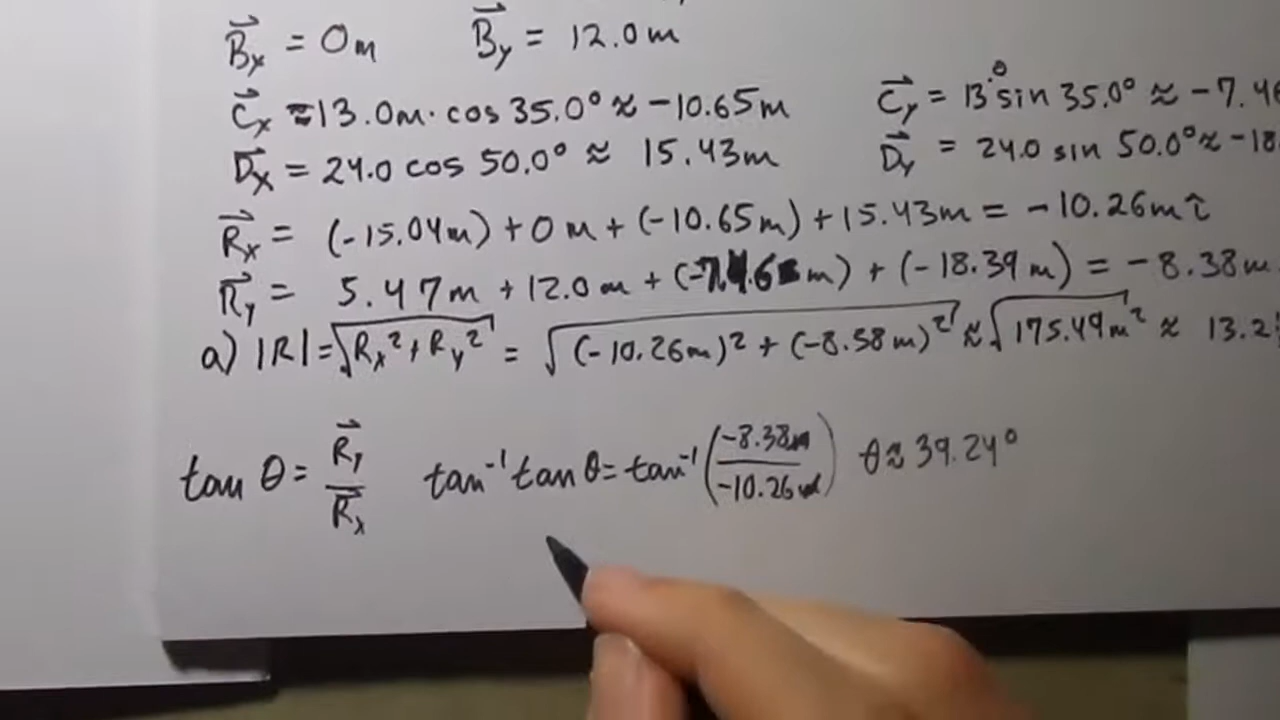 B⃗x = 0m B⃗y = 12.0m
C⃗x ≈ 13.0m · cos 35.0° ≈ -10.65m C⃗y = 13.0 sin 35.0° ≈ -7.46
D⃗x = 24.0 cos 50.0° ≈ 15.43m D⃗y = 24.0 sin 50.0° ≈ -18
R⃗x = (-15.04m) + 0m + (-10.65m) + 15.43m = -10.26m î
R⃗y = 5.47m + 12.0m + (-7.46m) + (-18.39m) = -8.38m
a) |R| = √(Rx² + Ry²) = √((-10.26m)² + (-8.38m)²) ≈ √(175.49m²) ≈ 13.2
tan θ = R⃗y / R⃗x tan⁻¹ tan θ = tan⁻¹ (-8.38m / -10.26m) θ ≈ 39.24°